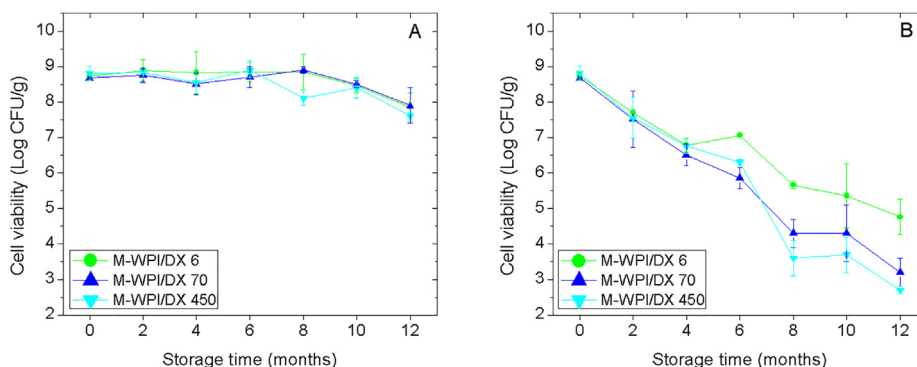 A
Cell viability (Log CFU/g)
10
9
8
7
6
5
4
3
2
M-WPI/DX 6
M-WPI/DX 70
M-WPI/DX 450
0 2 4 6 8 10 12
Storage time (months)
B
Cell viability (Log CFU/g)
10
9
8
7
6
5
4
3
2
M-WPI/DX 6
M-WPI/DX 70
M-WPI/DX 450
0 2 4 6 8 10 12
Storage time (months)